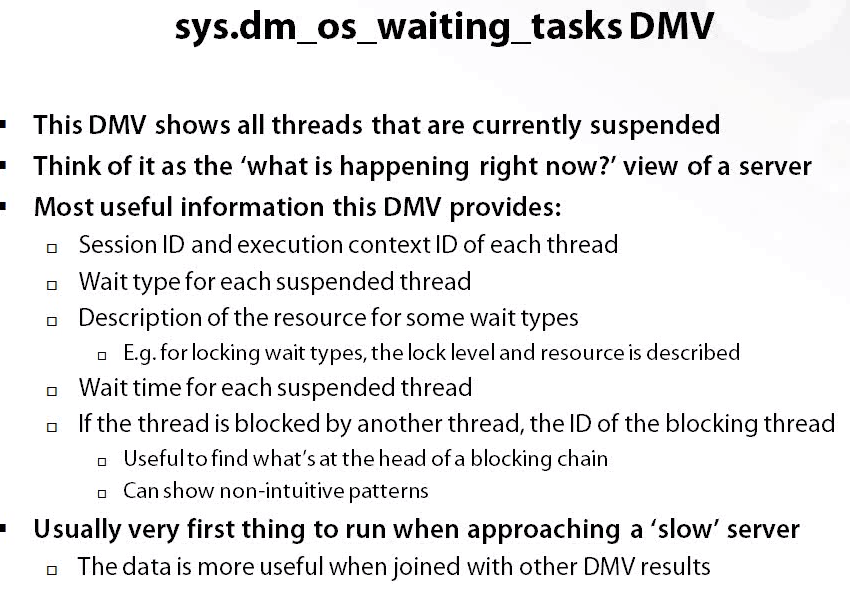 sys.dm_os_waiting_tasks DMV
This DMV shows all threads that are currently suspended
Think of it as the ‘what is happening right now?’ view of a server
Most useful information this DMV provides:
Session ID and execution context ID of each thread
Wait type for each suspended thread
Description of the resource for some wait types
E.g. for locking wait types, the lock level and resource is described
Wait time for each suspended thread
If the thread is blocked by another thread, the ID of the blocking thread
Useful to find what’s at the head of a blocking chain
Can show non-intuitive patterns
Usually very first thing to run when approaching a ‘slow’ server
The data is more useful when joined with other DMV results